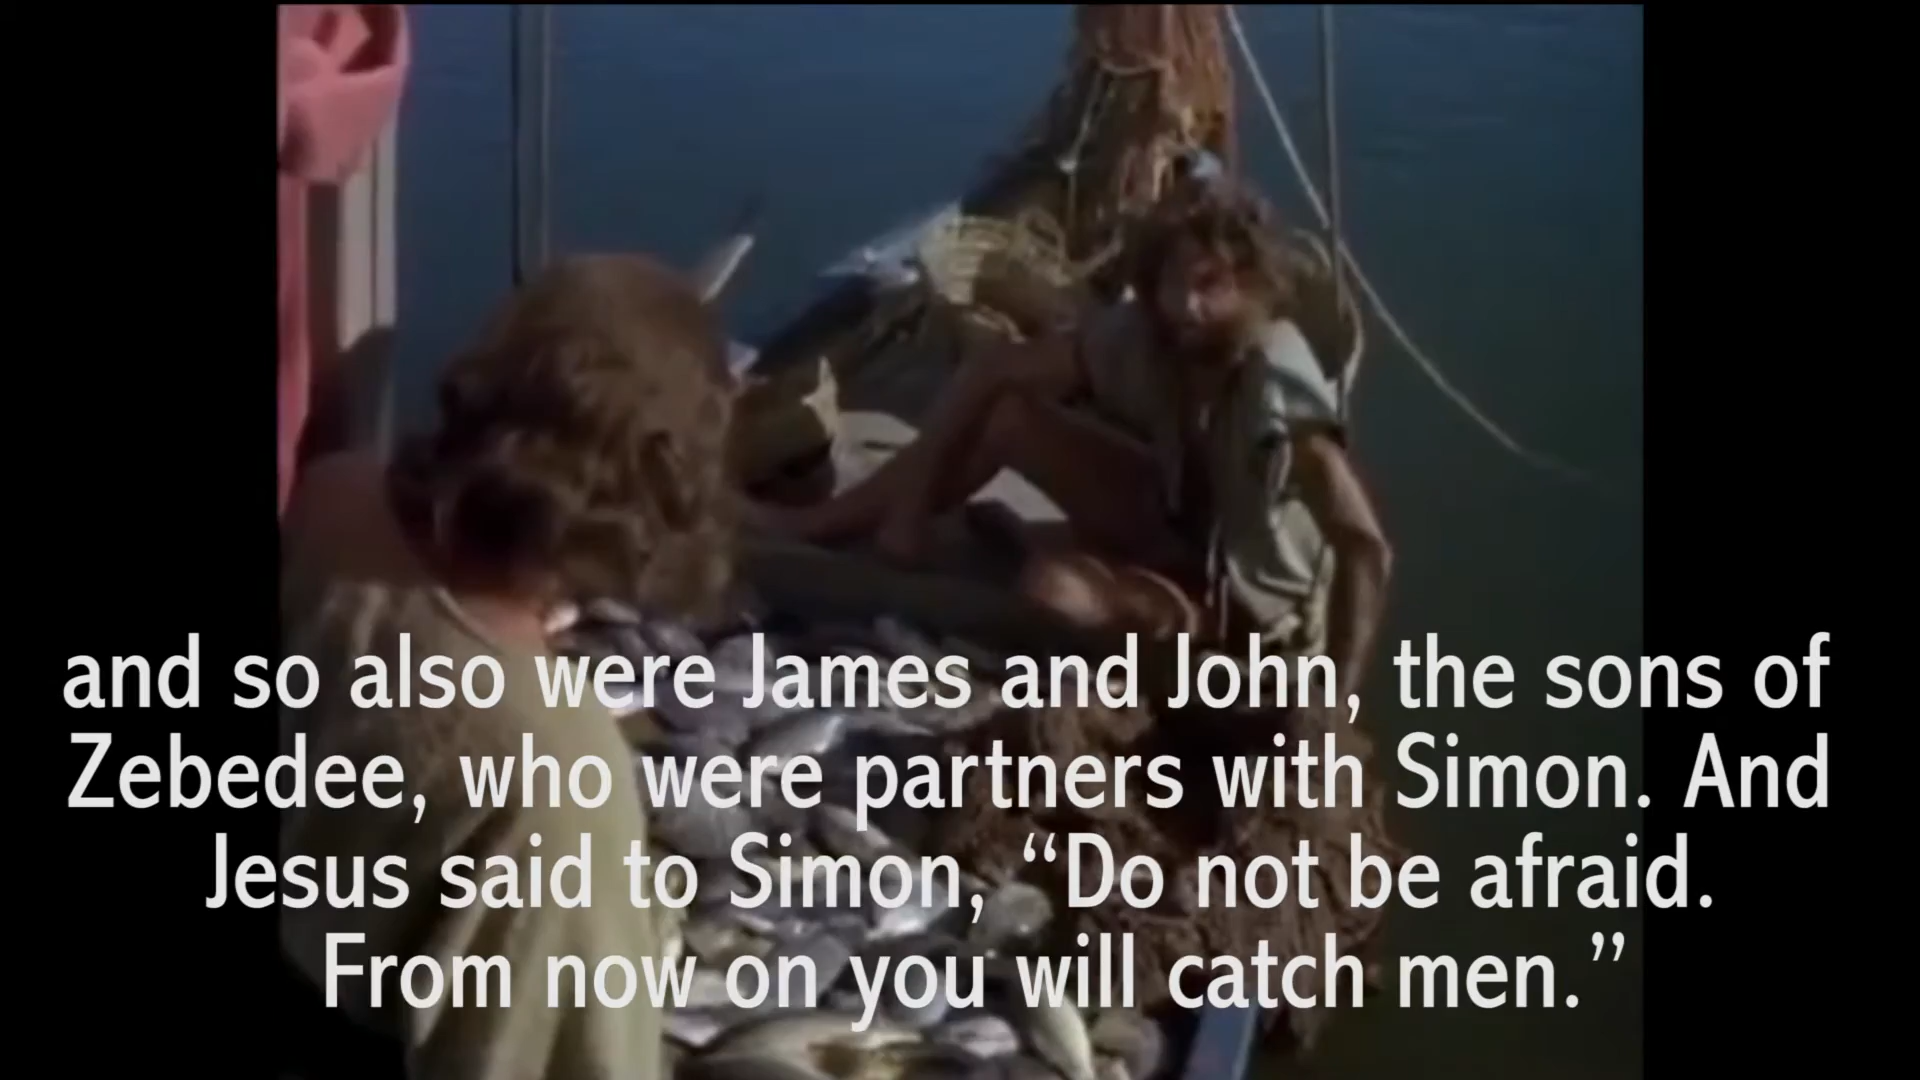 and so also were James and John, the sons of
Zebedee, who were partners with Simon. And
Jesus said to Simon, “Do not be afraid.
From now on you will catch men.”